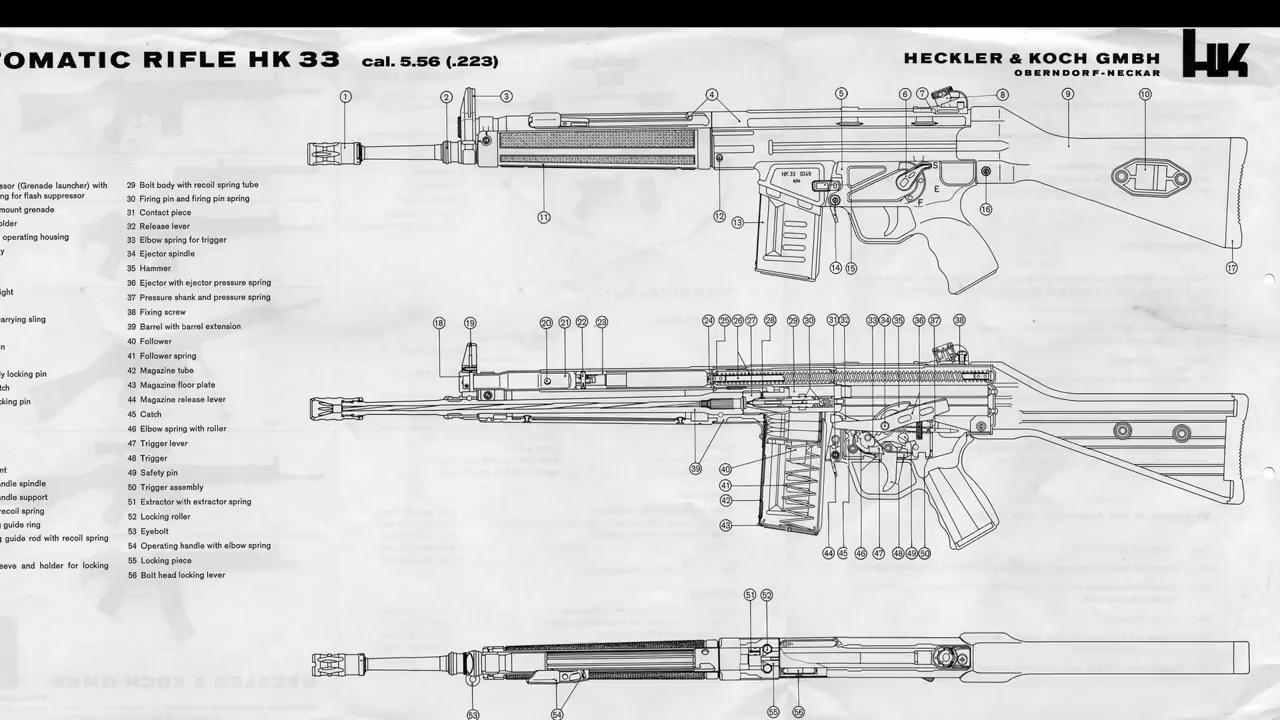 TOMATIC RIFLE HK 33 cal. 5.56 (.223)
HECKLER & KOCH GMBH
OBERNDORF-NECKAR
HK
1 2 3 4 5 6 7 8 9 10
HK 33 0049
S
E
F
11 12 13 14 15 16 17
ssor (Grenade launcher) with
ng for flash suppressor
mount grenade
older
operating housing
y
ight
carrying sling
n
ly locking pin
tch
cking pin
nt
andle spindle
andle support
recoil spring
g guide ring
g guide rod with recoil spring
eeve and holder for locking
29 Bolt body with recoil spring tube
30 Firing pin and firing pin spring
31 Contact piece
32 Release lever
33 Elbow spring for trigger
34 Ejector spindle
35 Hammer
36 Ejector with ejector pressure spring
37 Pressure shank and pressure spring
38 Fixing screw
39 Barrel with barrel extension
40 Follower
41 Follower spring
42 Magazine tube
43 Magazine floor plate
44 Magazine release lever
45 Catch
46 Elbow spring with roller
47 Trigger lever
48 Trigger
49 Safety pin
50 Trigger assembly
51 Extractor with extractor spring
52 Locking roller
53 Eyebolt
54 Operating handle with elbow spring
55 Locking piece
56 Bolt head locking lever
18 19 20 21 22 23 24 25 26 27 28 29 30 31 32 33 34 35 36 37 38
39 40
41
42
43
44 45 46 47 48 49 50
51 52
53 54 55 56